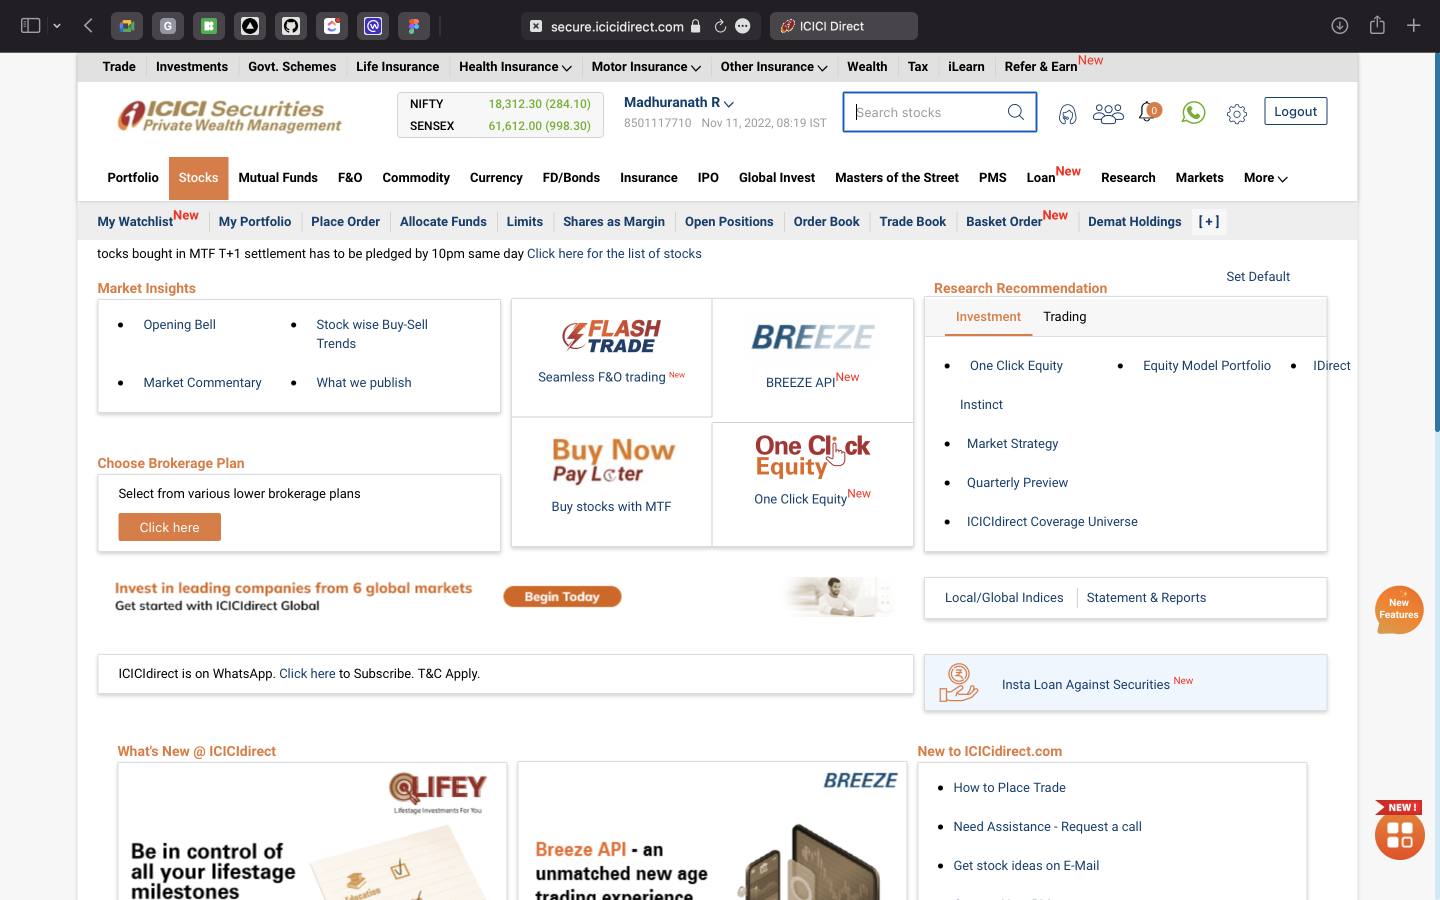 secure.icicidirect.com
ICICI Direct
Trade Investments Govt. Schemes Life Insurance Health Insurance Motor Insurance Other Insurance Wealth Tax iLearn Refer & Earn New
ICICI Securities
Private Wealth Management
NIFTY 18,312.30 (284.10)
SENSEX 61,612.00 (998.30)
Madhuranath R
8501117710 Nov 11, 2022, 08:19 IST
Search stocks
0
Logout
Portfolio Stocks Mutual Funds F&O Commodity Currency FD/Bonds Insurance IPO Global Invest Masters of the Street PMS Loan New Research Markets More
My Watchlist New My Portfolio Place Order Allocate Funds Limits Shares as Margin Open Positions Order Book Trade Book Basket Order New Demat Holdings [ + ]
tocks bought in MTF T+1 settlement has to be pledged by 10pm same day Click here for the list of stocks
Set Default
Market Insights
Opening Bell
Stock wise Buy-Sell
Trends
Market Commentary
What we publish
Choose Brokerage Plan
Select from various lower brokerage plans
Click here
FLASH
TRADE
Seamless F&O trading New
BREEZE
BREEZE API New
Buy Now
Pay Later
Buy stocks with MTF
One Click
Equity
One Click Equity New
Research Recommendation
Investment Trading
One Click Equity
Equity Model Portfolio
IDirect
Instinct
Market Strategy
Quarterly Preview
ICICIdirect Coverage Universe
Invest in leading companies from 6 global markets
Get started with ICICIdirect Global
Begin Today
Local/Global Indices Statement & Reports
New
Features
ICICIdirect is on WhatsApp. Click here to Subscribe. T&C Apply.
Insta Loan Against Securities New
What's New @ ICICIdirect
LIFEY
Lifestage Investments For You
Be in control of
all your lifestage
milestones
Education
BREEZE
Breeze API - an
unmatched new age
trading experience
New to ICICIdirect.com
How to Place Trade
Need Assistance - Request a call
Get stock ideas on E-Mail
NEW !